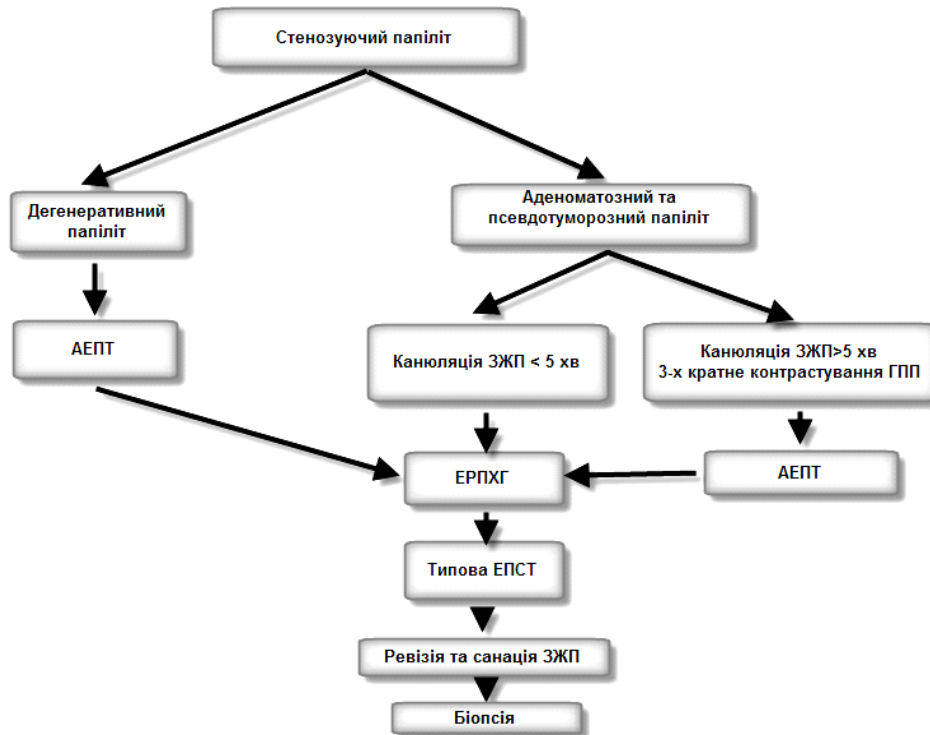 Стенозуючий папіліт
Дегенеративний
папіліт
Аденоматозний та
псевдотуморозний папіліт
АЕПТ
Канюляція ЗЖП < 5 хв
Канюляція ЗЖП>5 хв
3-х кратне контрастування ГПП
ЕРПХГ
АЕПТ
Типова ЕПСТ
Ревізія та санація ЗЖП
Біопсія